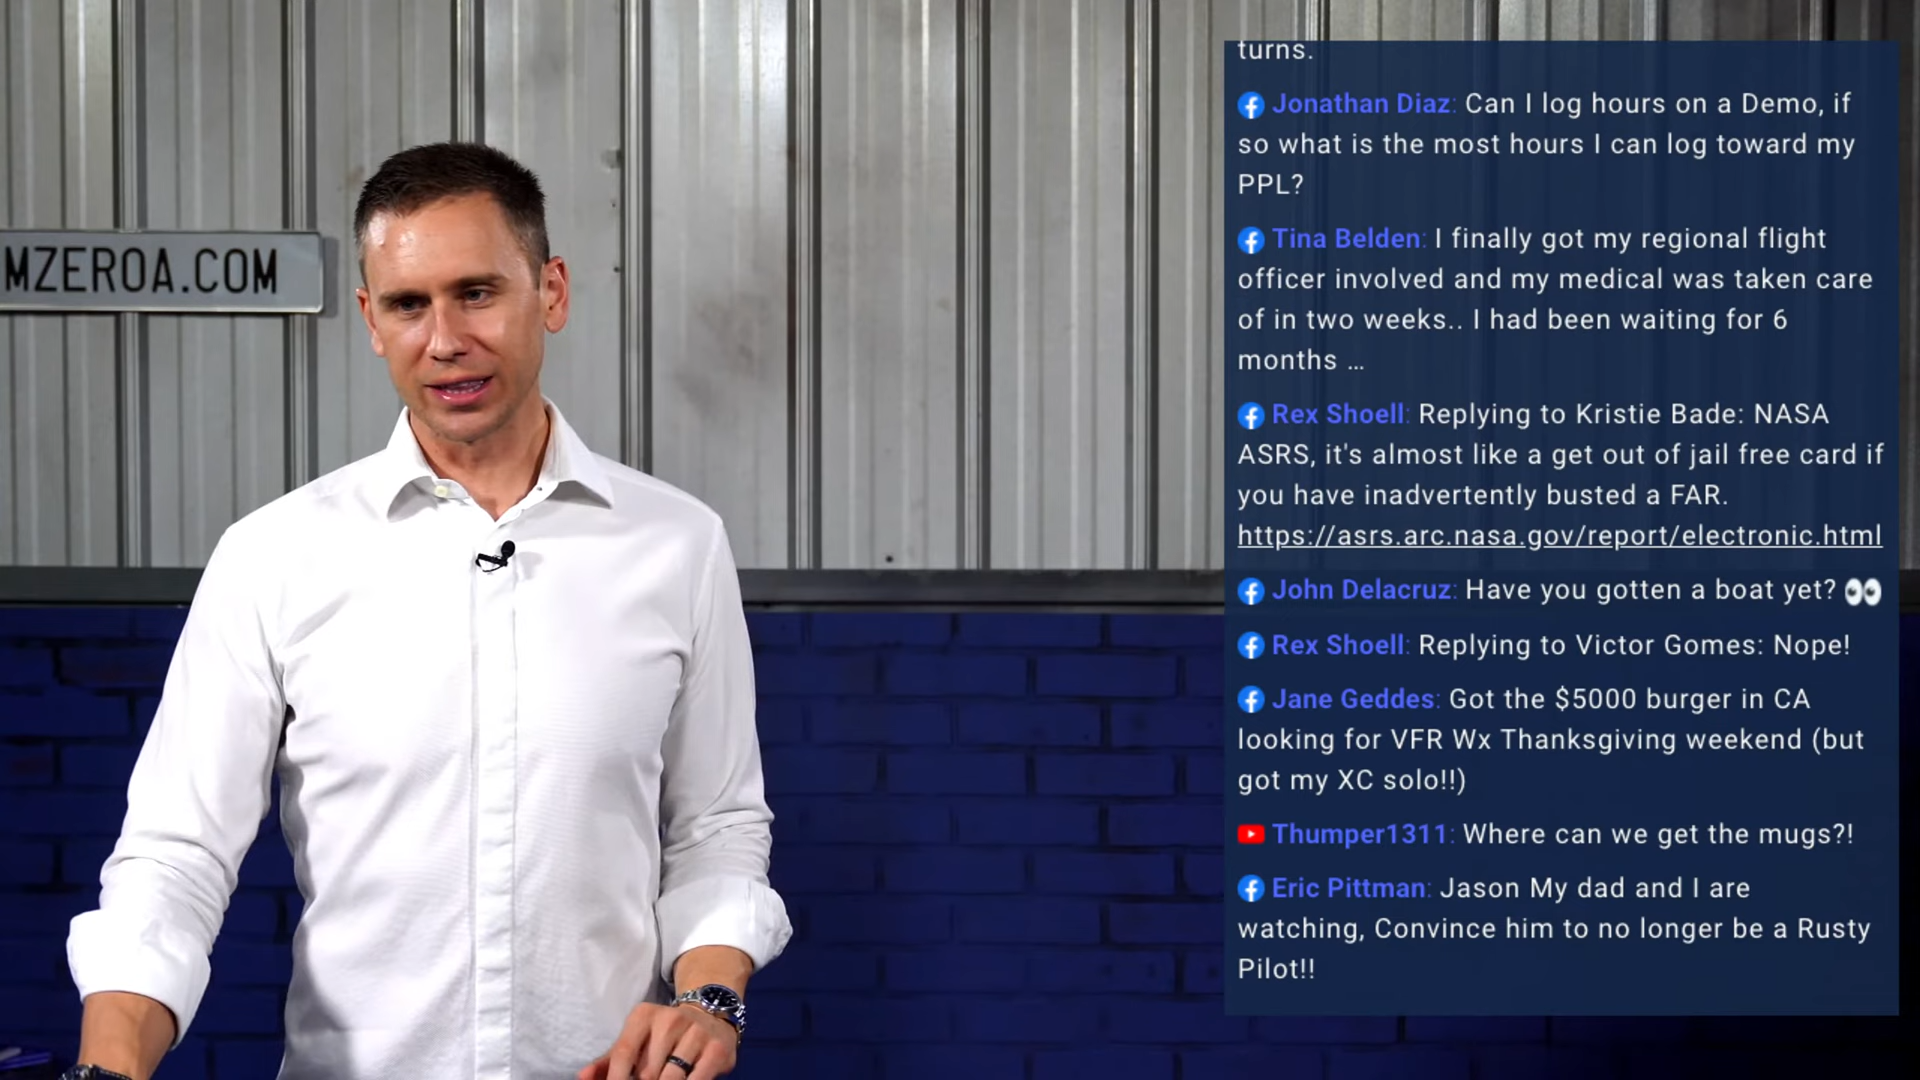 MZEROA.COM
turns.
Jonathan Diaz: Can I log hours on a Demo, if
so what is the most hours I can log toward my
PPL?
Tina Belden: I finally got my regional flight
officer involved and my medical was taken care
of in two weeks.. I had been waiting for 6
months ...
Rex Shoell: Replying to Kristie Bade: NASA
ASRS, it's almost like a get out of jail free card if
you have inadvertently busted a FAR.
https://asrs.arc.nasa.gov/report/electronic.html
John Delacruz: Have you gotten a boat yet? 👀
Rex Shoell: Replying to Victor Gomes: Nope!
Jane Geddes: Got the $5000 burger in CA
looking for VFR Wx Thanksgiving weekend (but
got my XC solo!!)
Thumper1311: Where can we get the mugs?!
Eric Pittman: Jason My dad and I are
watching, Convince him to no longer be a Rusty
Pilot!!